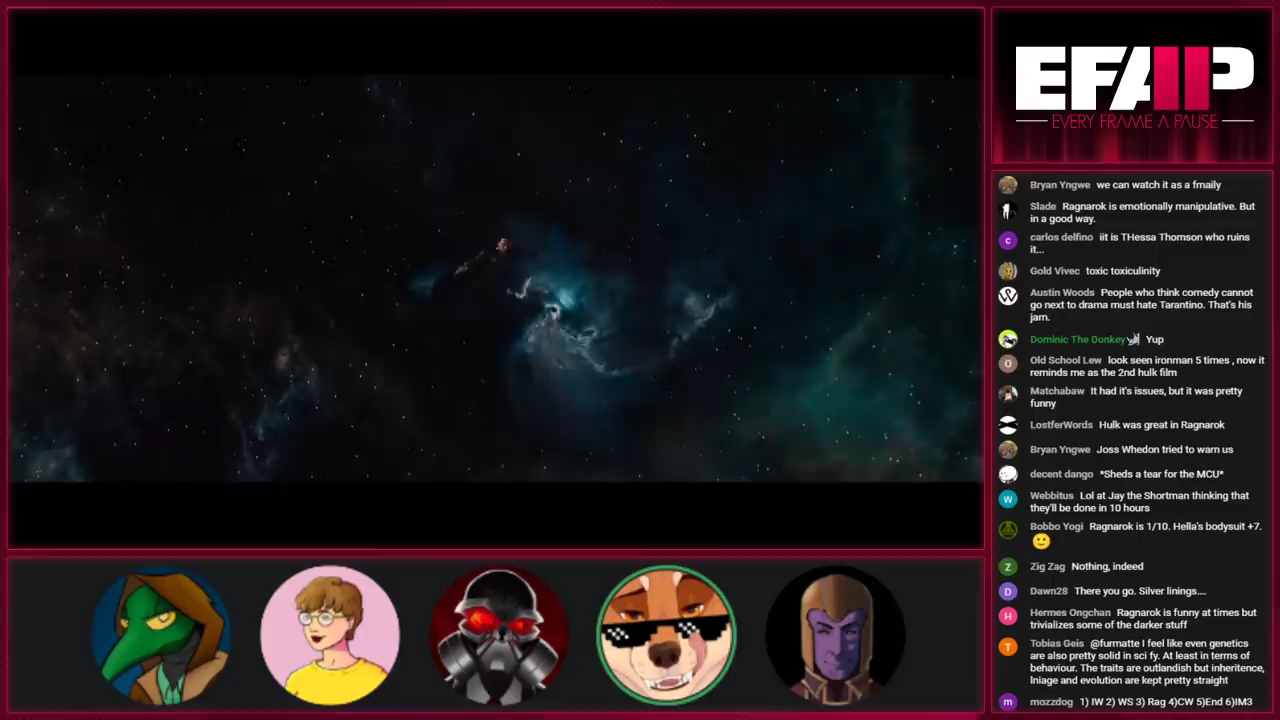 EFAP
EVERY FRAME A PAUSE
Bryan Yngwe we can watch it as a fmaily
Slade Ragnarok is emotionally manipulative. But
in a good way.
carlos delfino iit is THessa Thomson who ruins
it...
Gold Vivec toxic toxiculinity
Austin Woods People who think comedy cannot
go next to drama must hate Tarantino. That's his
jam.
Dominic The Donkey Yup
Old School Lew look seen ironman 5 times , now it
reminds me as the 2nd hulk film
Matchabaw It had it's issues, but it was pretty
funny
LostferWords Hulk was great in Ragnarok
Bryan Yngwe Joss Whedon tried to warn us
decent dango *Sheds a tear for the MCU*
Webbitus Lol at Jay the Shortman thinking that
they'll be done in 10 hours
Bobbo Yogi Ragnarok is 1/10. Hella's bodysuit +7.
Zig Zag Nothing, indeed
Dawn28 There you go. Silver linings....
Hermes Ongchan Ragnarok is funny at times but
trivializes some of the darker stuff
Tobias Geis @furmatte I feel like even genetics
are also pretty solid in sci fy. At least in terms of
behaviour. The traits are outlandish but inheritence,
lniage and evolution are kept pretty straight
mozzdog 1) IW 2) WS 3) Rag 4)CW 5)End 6)IM3